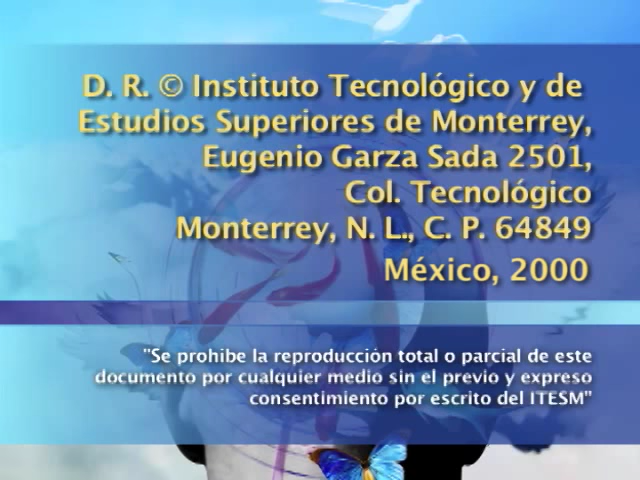 D. R. © Instituto Tecnológico y de
Estudios Superiores de Monterrey,
Eugenio Garza Sada 2501,
Col. Tecnológico
Monterrey, N. L., C. P. 64849
México, 2000
"Se prohibe la reproducción total o parcial de este
documento por cualquier medio sin el previo y expreso
consentimiento por escrito del ITESM"